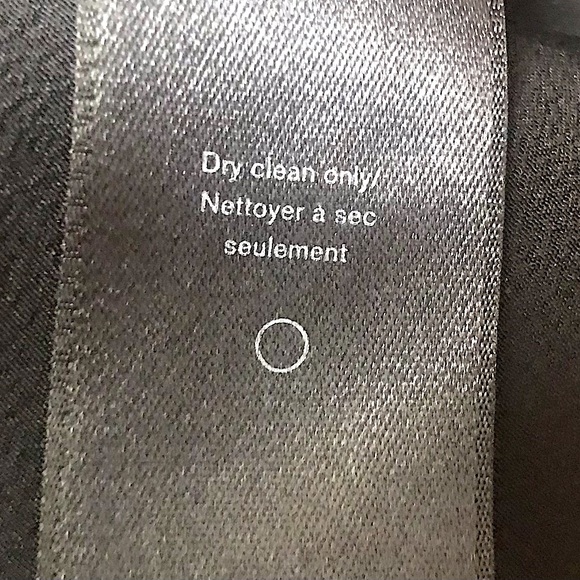 Dry clean only/
Nettoyer à sec
seulement